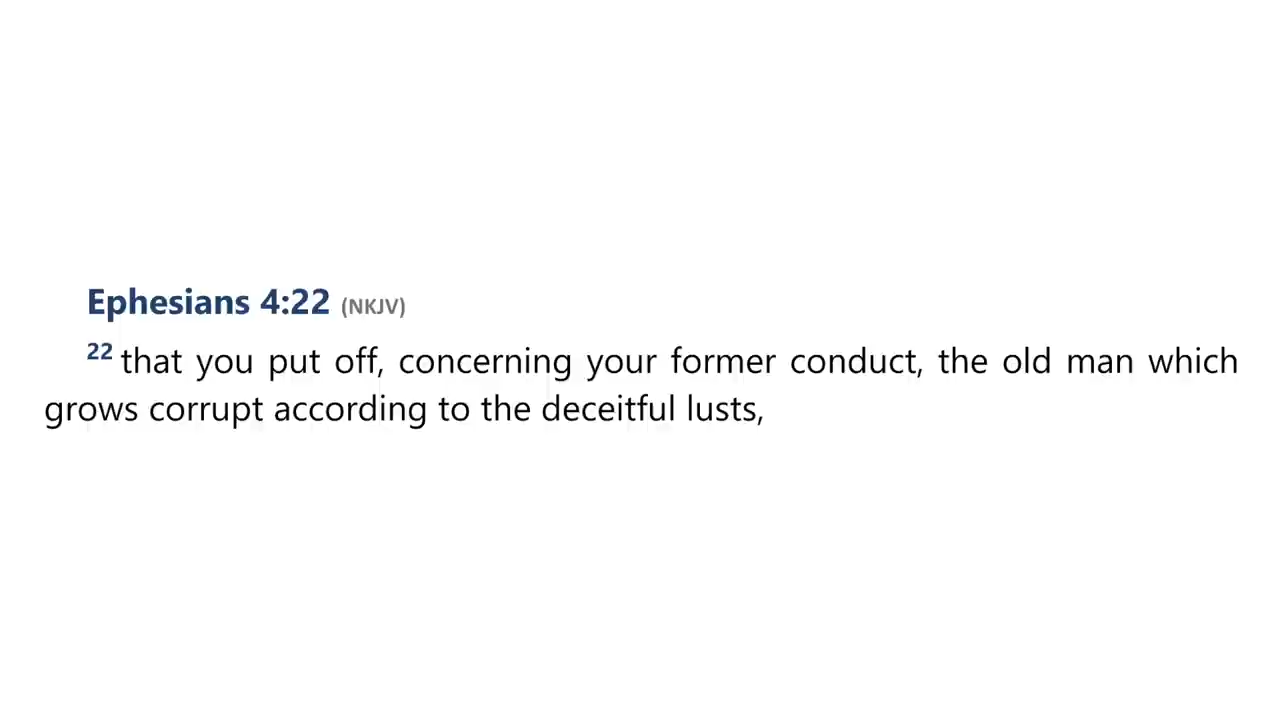 Ephesians 4:22 (NKJV)
22 that you put off, concerning your former conduct, the old man which
grows corrupt according to the deceitful lusts,